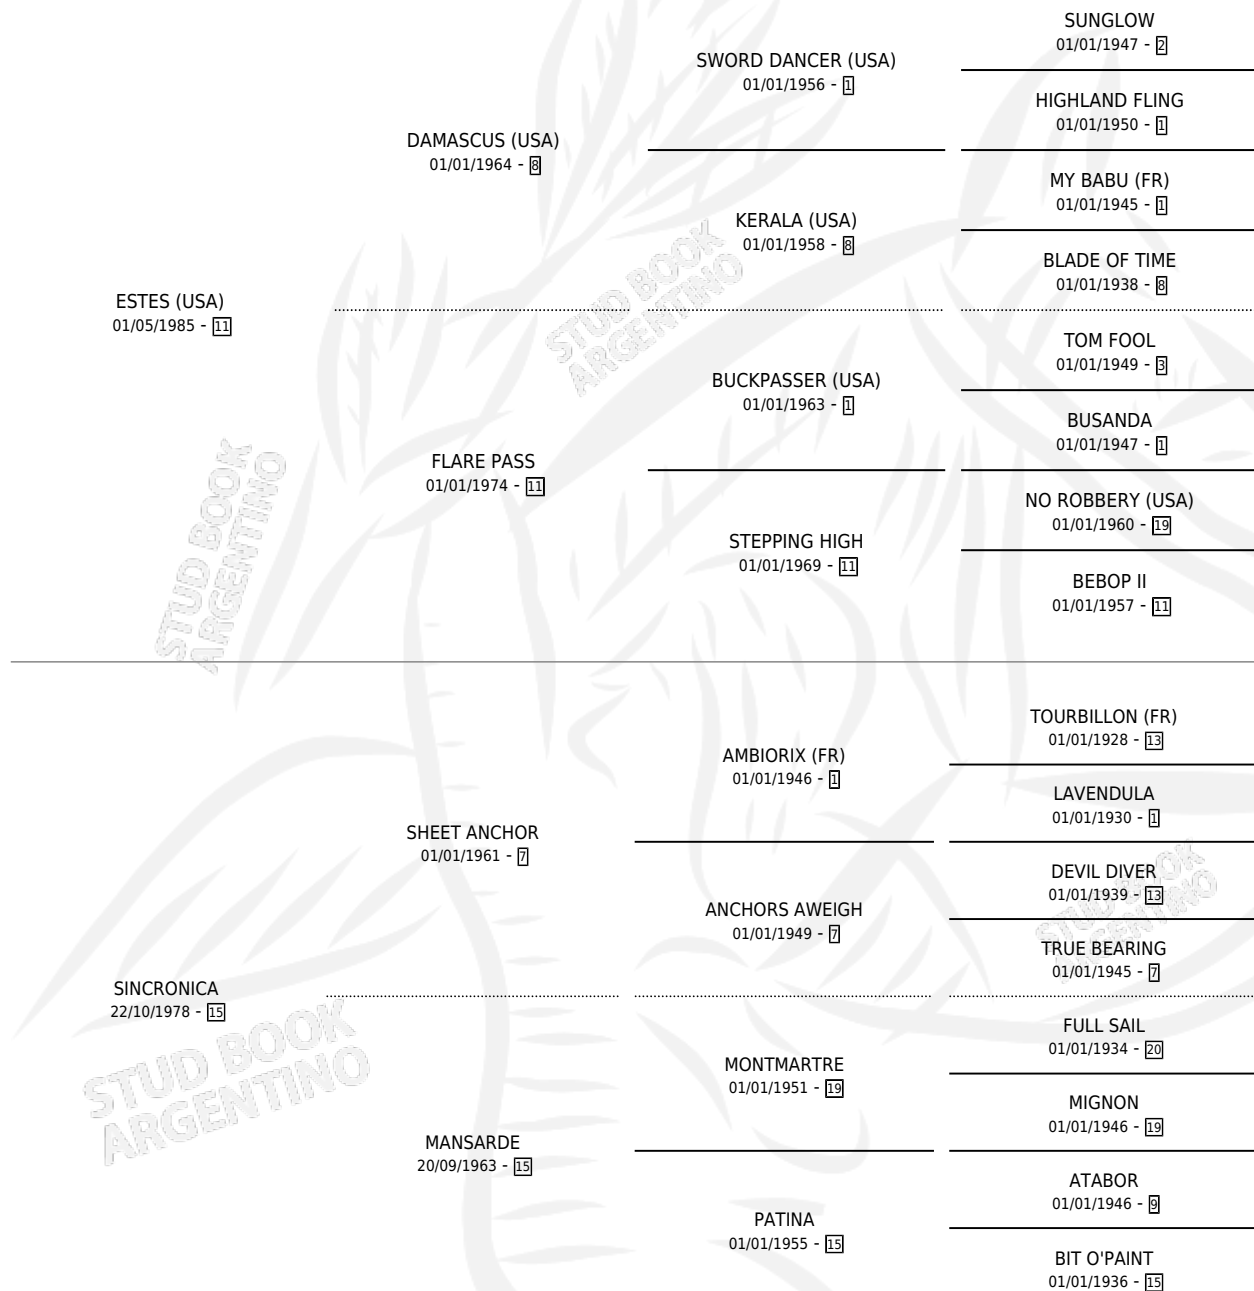 SUNGLOW
01/01/1947 - 2
SWORD DANCER (USA)
01/01/1956 - 1
HIGHLAND FLING
01/01/1950 - 1
DAMASCUS (USA)
01/01/1964 - 8
MY BABU (FR)
01/01/1945 - 1
KERALA (USA)
01/01/1958 - 8
BLADE OF TIME
01/01/1938 - 8
ESTES (USA)
01/05/1985 - 11
TOM FOOL
01/01/1949 - 3
BUCKPASSER (USA)
01/01/1963 - 1
BUSANDA
01/01/1947 - 1
FLARE PASS
01/01/1974 - 11
NO ROBBERY (USA)
01/01/1960 - 19
STEPPING HIGH
01/01/1969 - 11
BEBOP II
01/01/1957 - 11
TOURBILLON (FR)
01/01/1928 - 13
AMBIORIX (FR)
01/01/1946 - 1
LAVENDULA
01/01/1930 - 1
SHEET ANCHOR
01/01/1961 - 7
DEVIL DIVER
01/01/1939 - 13
ANCHORS AWEIGH
01/01/1949 - 7
TRUE BEARING
01/01/1945 - 7
SINCRONICA
22/10/1978 - 15
FULL SAIL
01/01/1934 - 20
MONTMARTRE
01/01/1951 - 19
MIGNON
01/01/1946 - 19
MANSARDE
20/09/1963 - 15
ATABOR
01/01/1946 - 9
PATINA
01/01/1955 - 15
BIT O'PAINT
01/01/1936 - 15
STUD BOOK
ARGENTINO
STUD BOOK
ARGENTINO
STUD BOOK
ARGENTINO
STUD BOOK
ARGENTINO